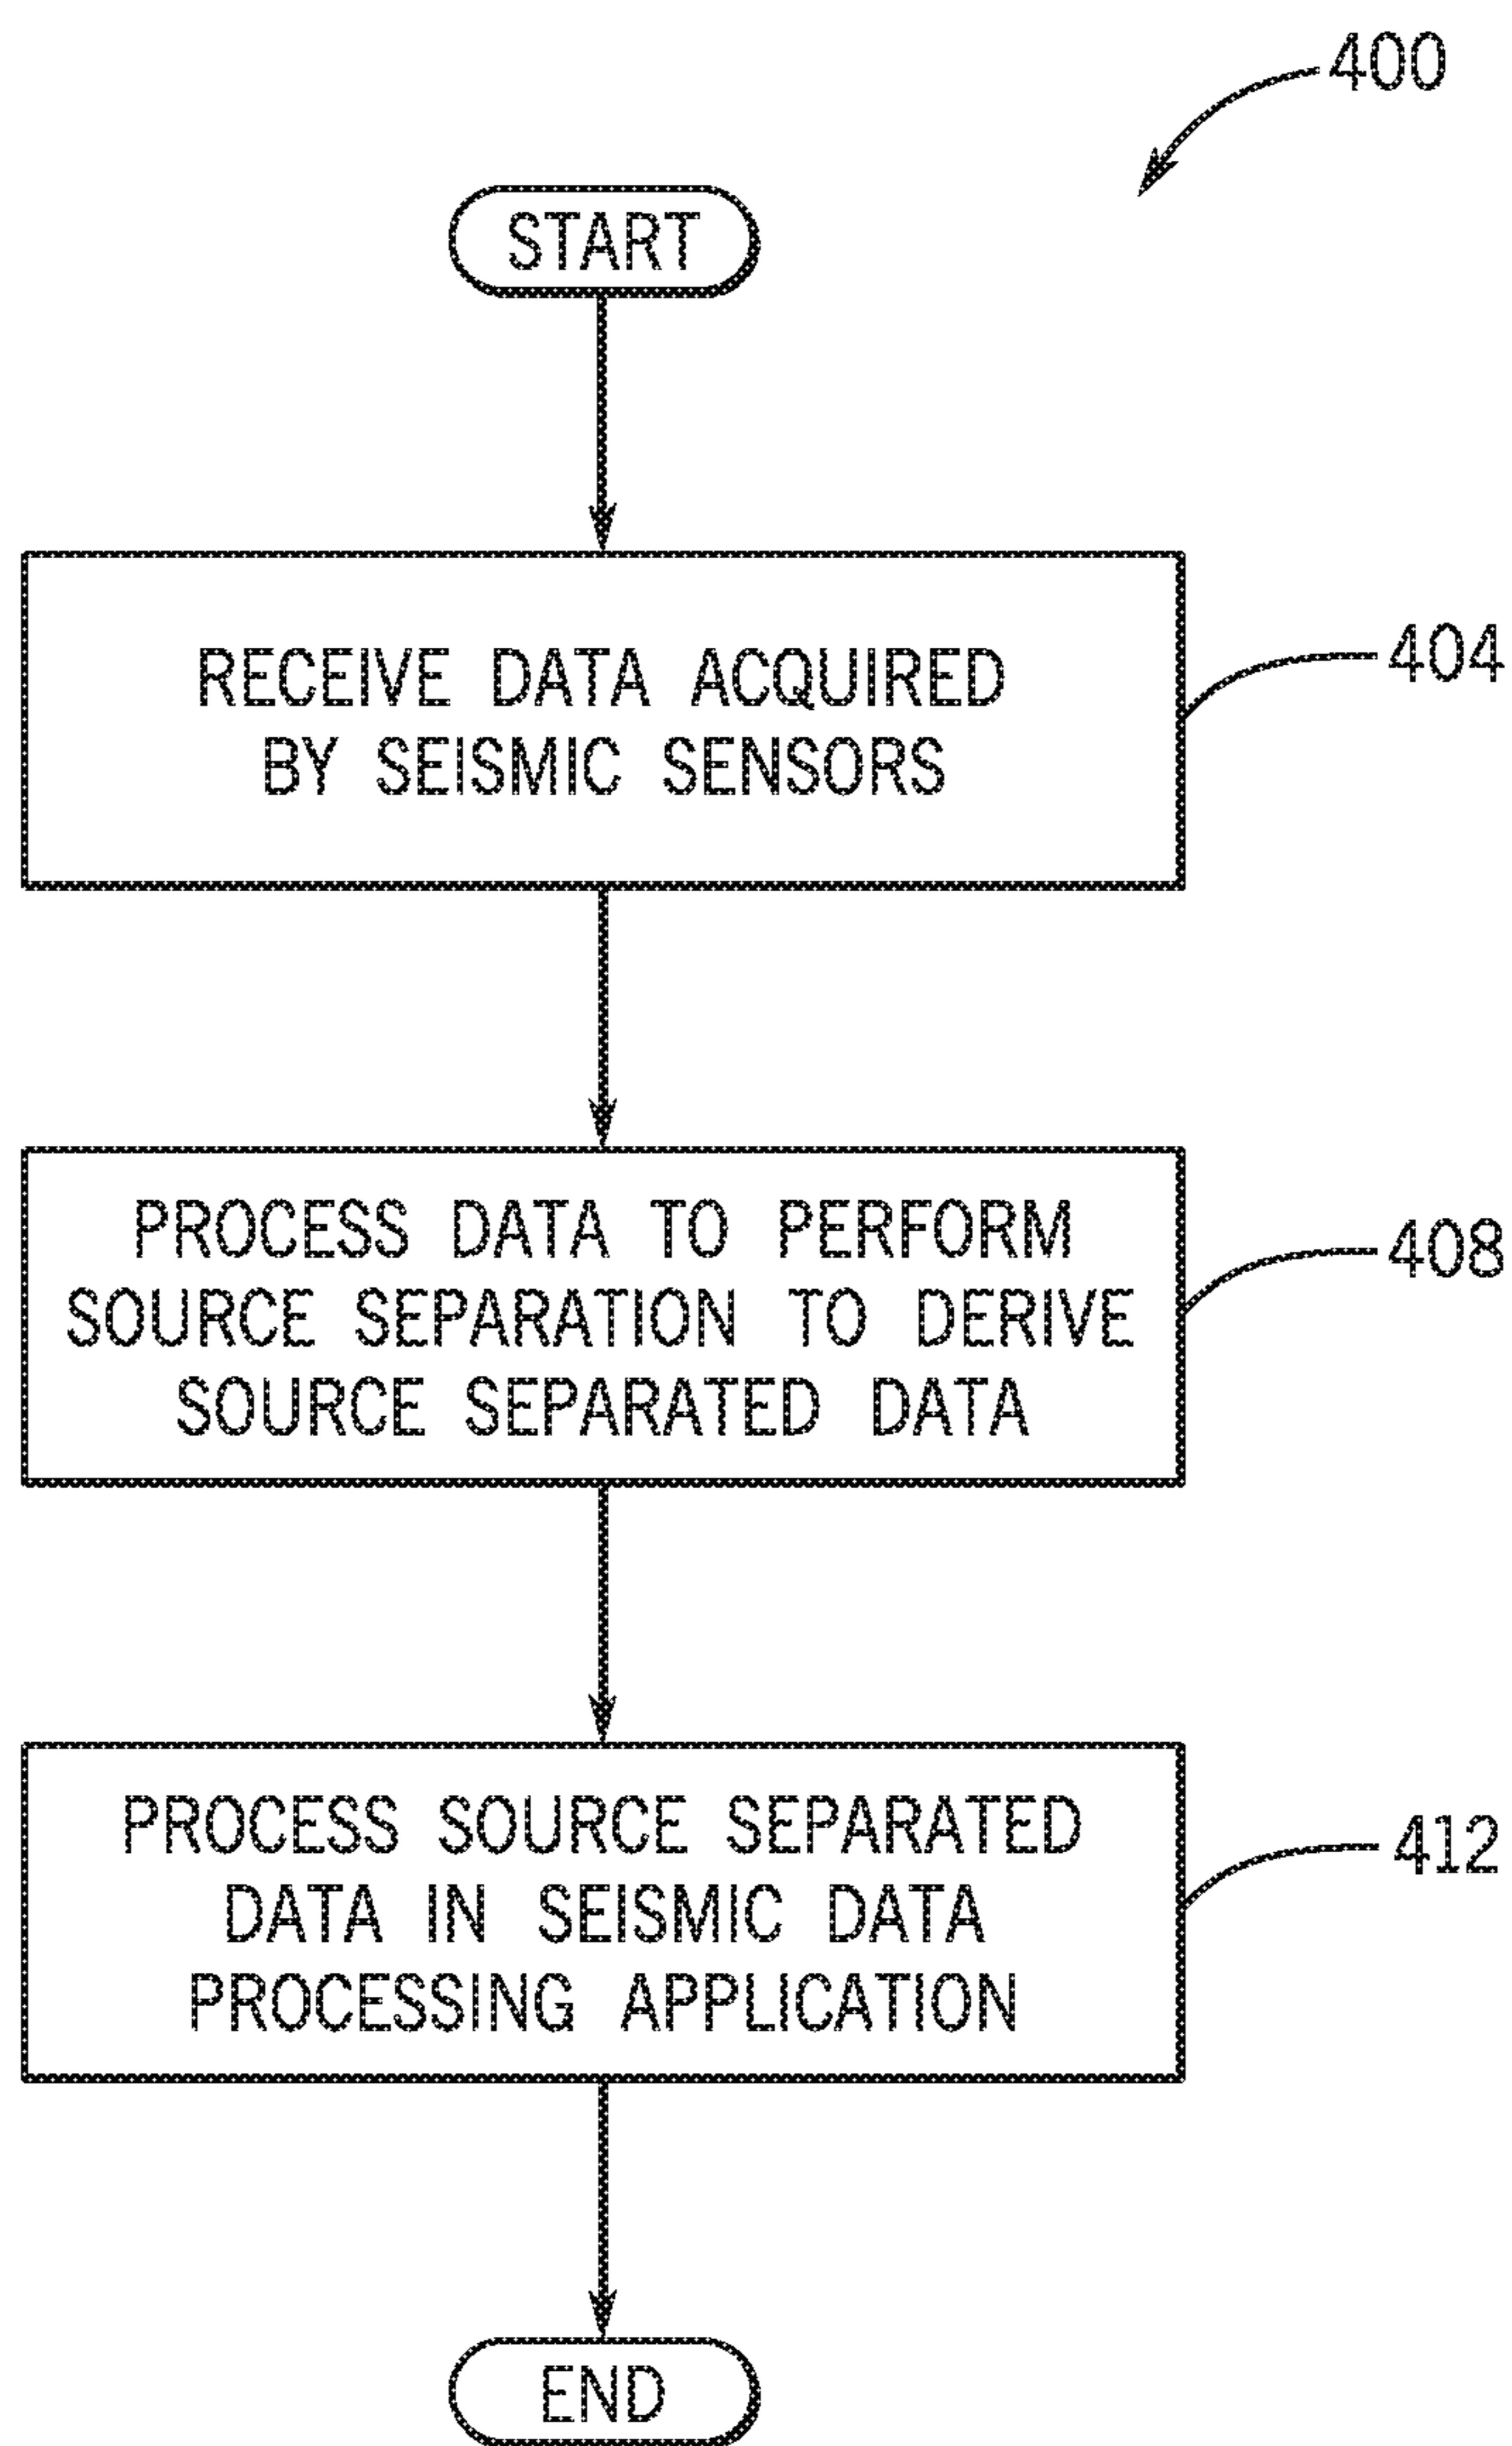 400
START
RECEIVE DATA ACQUIRED
BY SEISMIC SENSORS
404
PROCESS DATA TO PERFORM
SOURCE SEPARATION TO DERIVE
SOURCE SEPARATED DATA
408
PROCESS SOURCE SEPARATED
DATA IN SEISMIC DATA
PROCESSING APPLICATION
412
END